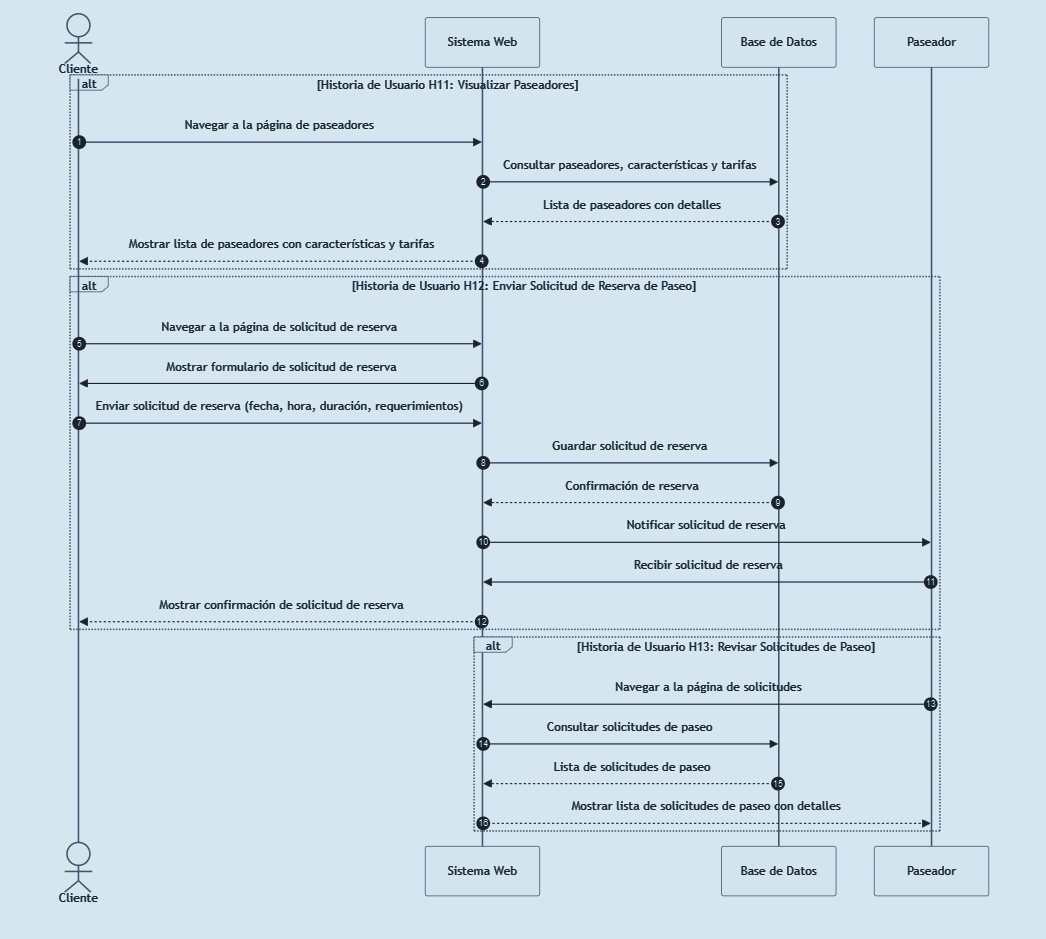 Cliente
Sistema Web
Base de Datos
Paseador
alt
[Historia de Usuario H11: Visualizar Paseadores]
Navegar a la página de paseadores
1
Consultar paseadores, características y tarifas
2
Lista de paseadores con detalles
3
Mostrar lista de paseadores con características y tarifas
4
alt
[Historia de Usuario H12: Enviar Solicitud de Reserva de Paseo]
Navegar a la página de solicitud de reserva
5
Mostrar formulario de solicitud de reserva
6
Enviar solicitud de reserva (fecha, hora, duración, requerimientos)
7
Guardar solicitud de reserva
8
Confirmación de reserva
9
Notificar solicitud de reserva
10
Recibir solicitud de reserva
11
Mostrar confirmación de solicitud de reserva
12
alt
[Historia de Usuario H13: Revisar Solicitudes de Paseo]
Navegar a la página de solicitudes
13
Consultar solicitudes de paseo
14
Lista de solicitudes de paseo
15
Mostrar lista de solicitudes de paseo con detalles
16
Cliente
Sistema Web
Base de Datos
Paseador